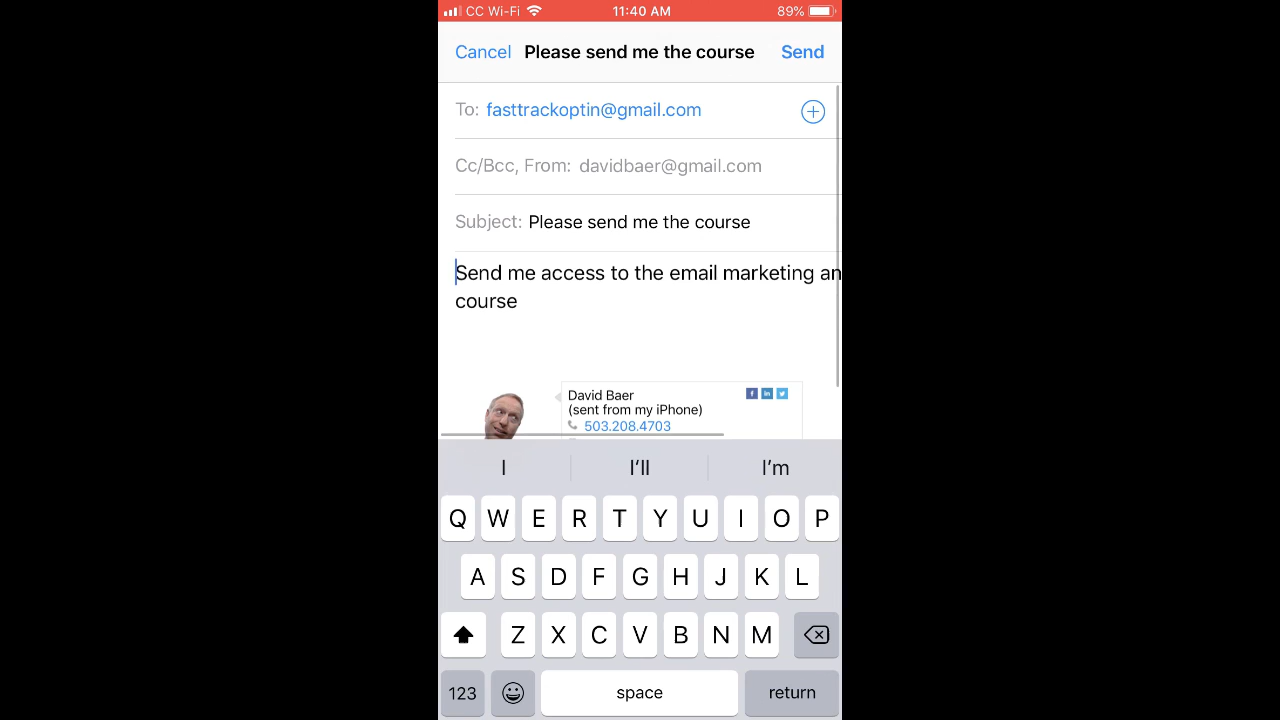 CC Wi-Fi 11:40 AM 89%
Cancel Please send me the course Send
To: fasttrackoptin@gmail.com
Cc/Bcc, From: davidbaer@gmail.com
Subject: Please send me the course
Send me access to the email marketing an
course
David Baer
(sent from my iPhone)
503.208.4703
I I'll I'm
Q W E R T Y U I O P
A S D F G H J K L
Z X C V B N M
123 space return